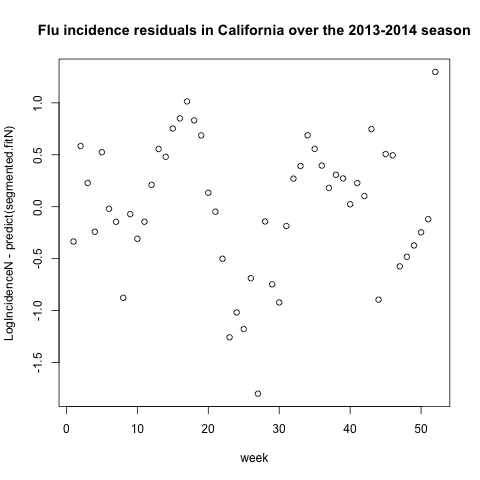 Flu incidence residuals in California over the 2013-2014 season
LogIncidenceN - predict(segmented.fitN)
1.0
0.5
0.0
-0.5
-1.0
-1.5
0 10 20 30 40 50
week